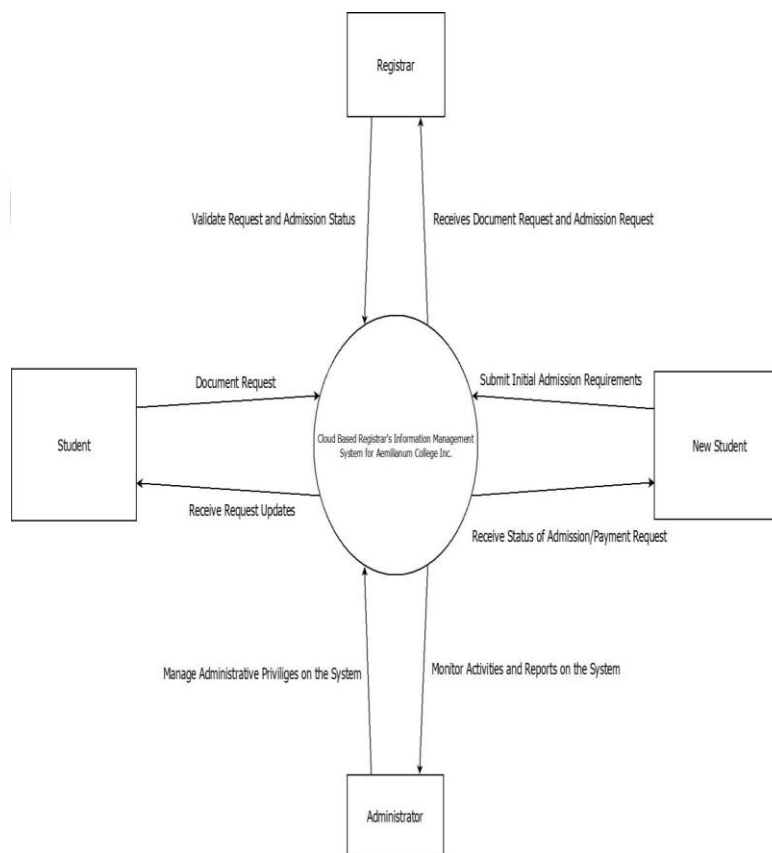 Registrar
Validate Request and Admission Status
Receives Document Request and Admission Request
Document Request
Submit Initial Admission Requirements
Student
Cloud Based Registrar's Information Management
System for Aemilianum College Inc.
New Student
Receive Request Updates
Receive Status of Admission/Payment Request
Manage Administrative Priviliges on the System
Monitor Activities and Reports on the System
Administrator